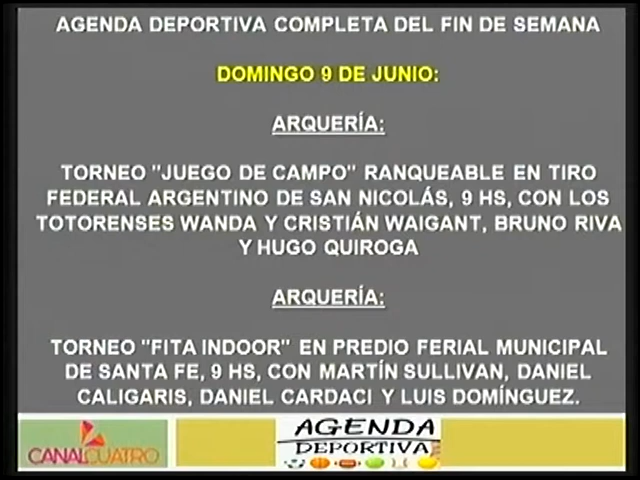 AGENDA DEPORTIVA COMPLETA DEL FIN DE SEMANA
DOMINGO 9 DE JUNIO:
ARQUERÍA:
TORNEO "JUEGO DE CAMPO" RANQUEABLE EN TIRO
FEDERAL ARGENTINO DE SAN NICOLÁS, 9 HS, CON LOS
TOTORENSES WANDA Y CRISTIÁN WAIGANT, BRUNO RIVA
Y HUGO QUIROGA
ARQUERÍA:
TORNEO "FITA INDOOR" EN PREDIO FERIAL MUNICIPAL
DE SANTA FE, 9 HS, CON MARTÍN SULLIVAN, DANIEL
CALIGARIS, DANIEL CARDACI Y LUIS DOMÍNGUEZ.
CANALCUATRO
AGENDA
DEPORTIVA